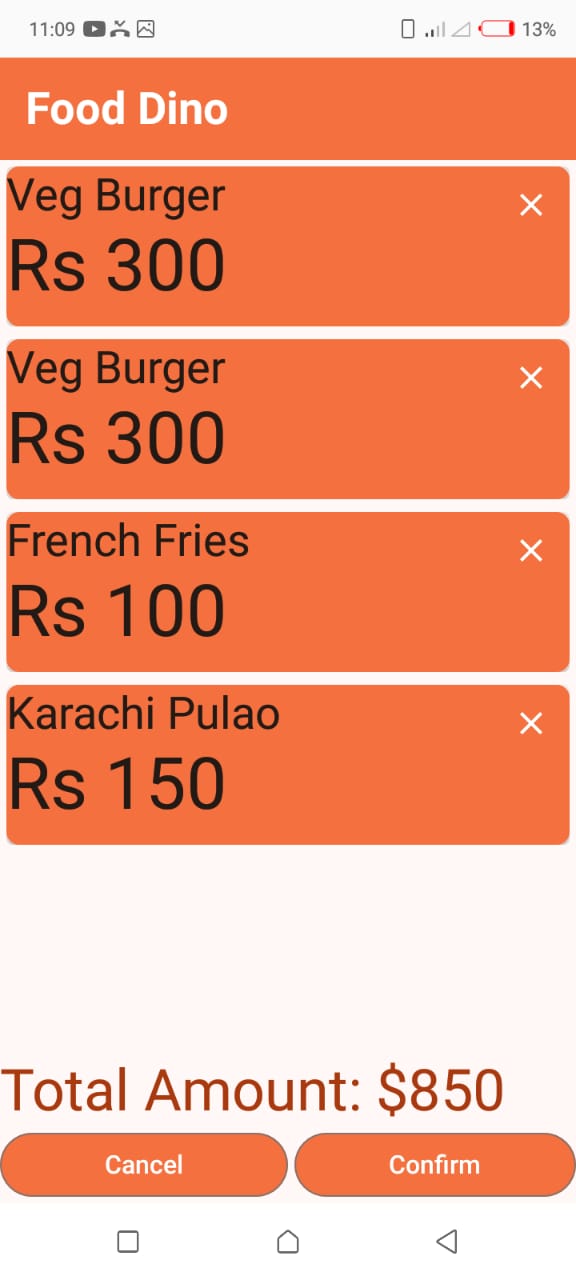 11:09
13%
Food Dino
Veg Burger
Rs 300
Veg Burger
Rs 300
French Fries
Rs 100
Karachi Pulao
Rs 150
Total Amount: $850
Cancel
Confirm